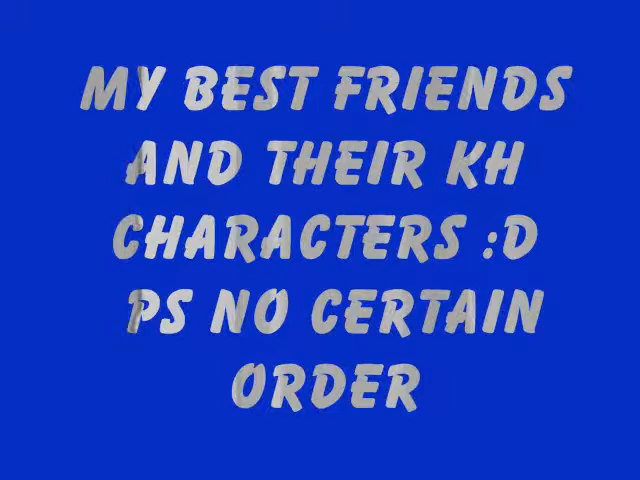 MY BEST FRIENDS
AND THEIR KH
CHARACTERS :D
PS NO CERTAIN
ORDER